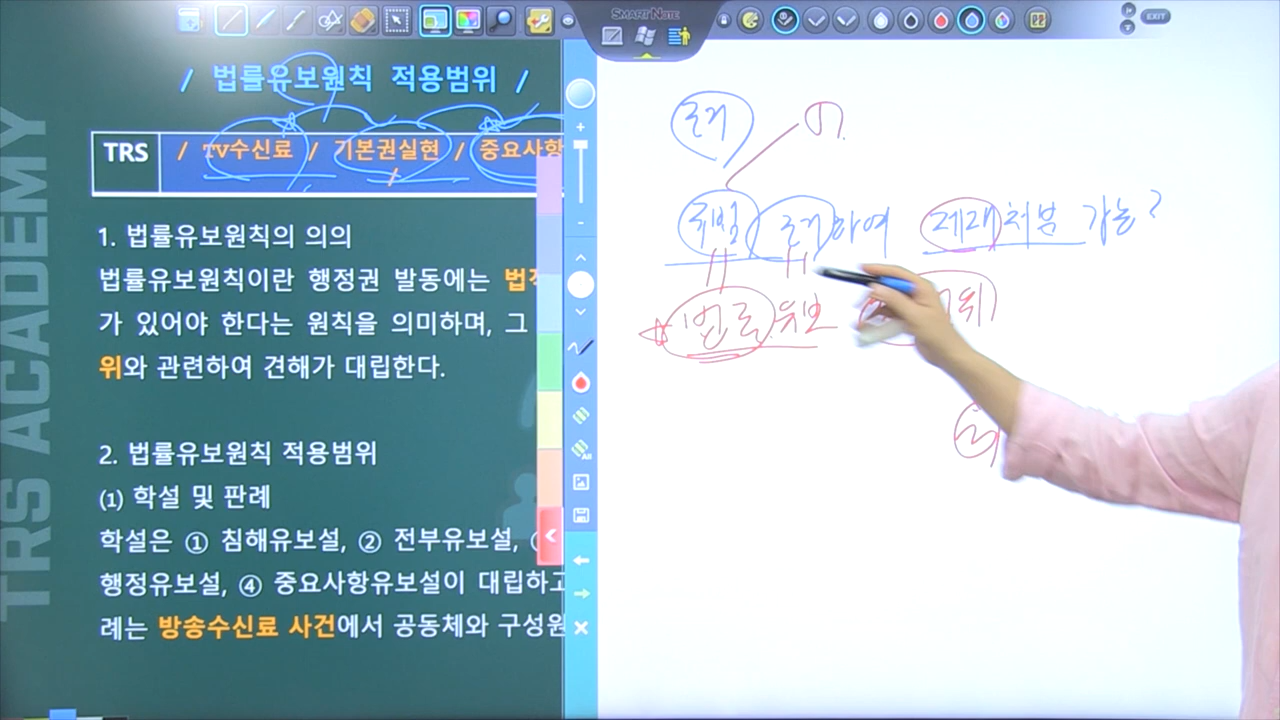 SMART NOTE
EXIT
/ 법률유보원칙 적용범위 /
TRS / TV수신료 / 기본권실현 / 중요사항
/
1. 법률유보원칙의 의의
법률유보원칙이란 행정권 발동에는 법적
가 있어야 한다는 원칙을 의미하며, 그
위와 관련하여 견해가 대립한다.
2. 법률유보원칙 적용범위
(1) 학설 및 판례
학설은 ① 침해유보설, ② 전부유보설,
행정유보설, ④ 중요사항유보설이 대립하고
례는 방송수신료 사건에서 공동체와 구성원
TRS ACADEMY
근거
근거하여 제재처분 가능?
법률유보
위
All